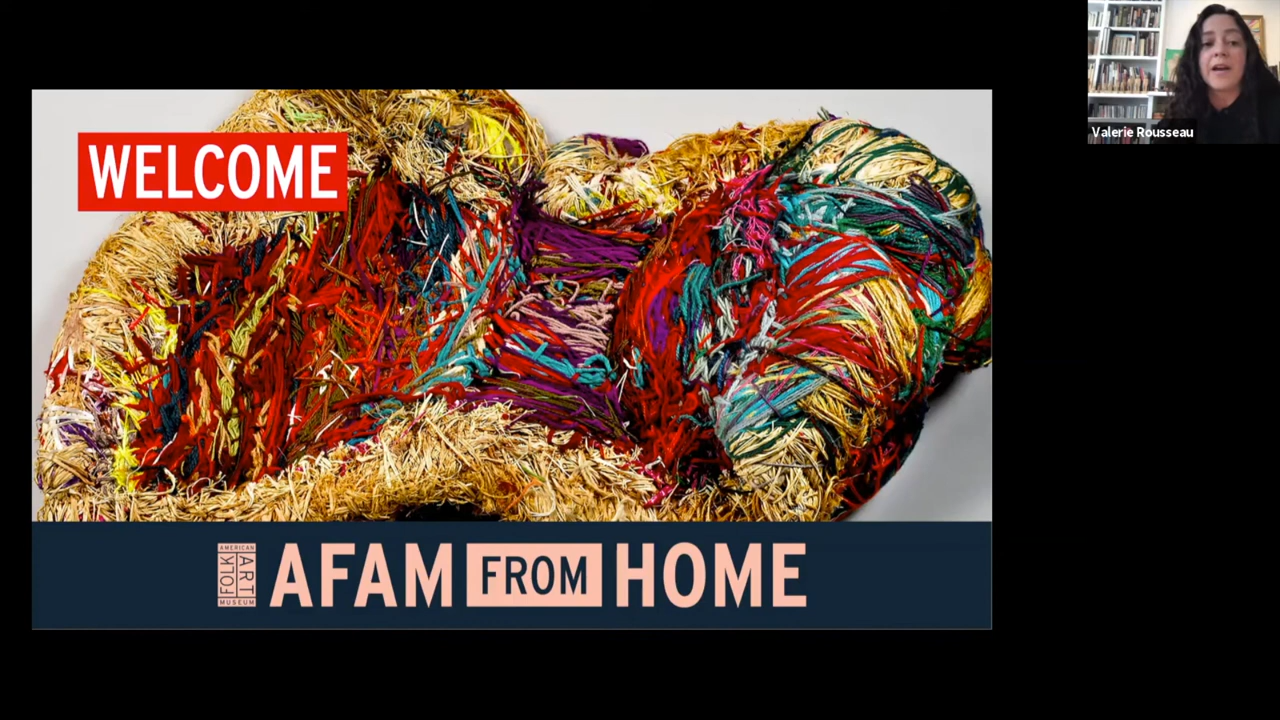 WELCOME
Valerie Rousseau
AMERICAN
FOLK
ART
MUSEUM
AFAM FROM HOME